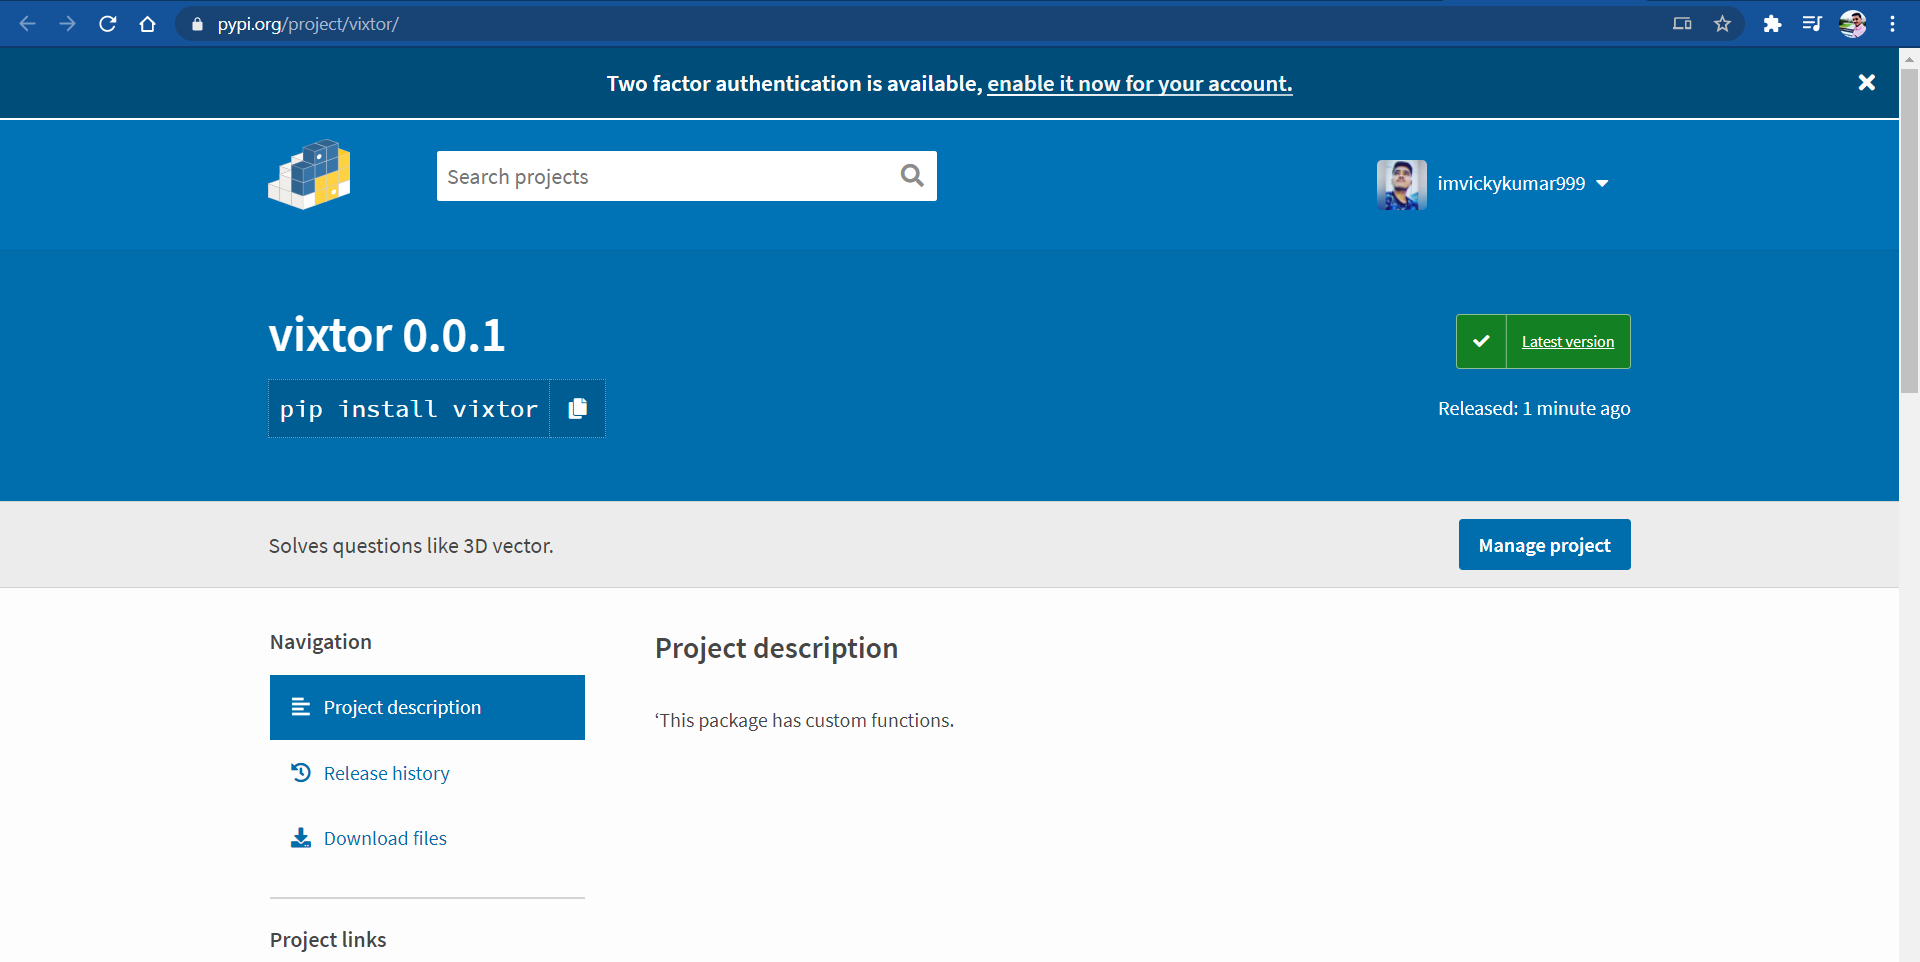 pypi.org/project/vixtor/
Two factor authentication is available, enable it now for your account.
Search projects
imvickykumar999
vixtor 0.0.1
Latest version
pip install vixtor
Released: 1 minute ago
Solves questions like 3D vector.
Manage project
Navigation
Project description
Release history
Download files
Project links
Project description
‘This package has custom functions.